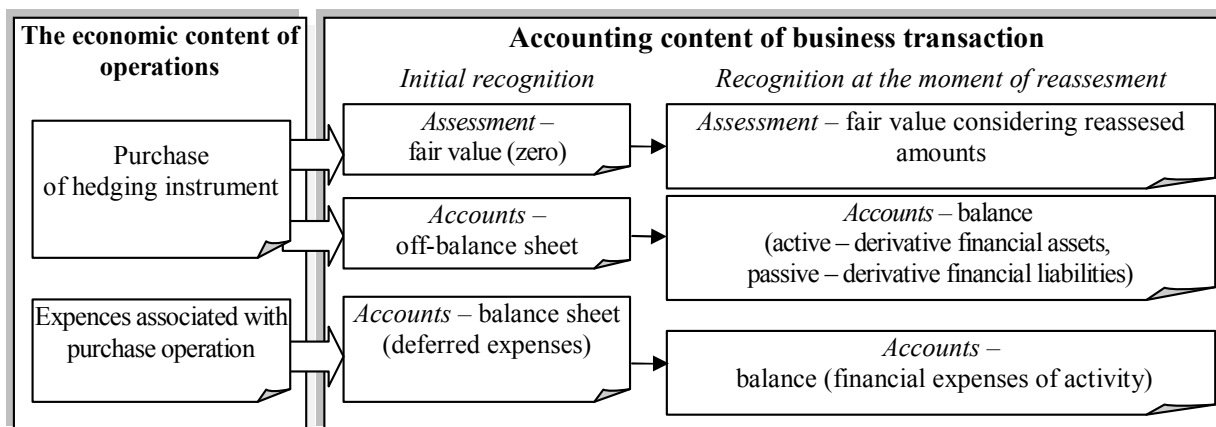 The economic content of
operations
Purchase
of hedging instrument
Expences associated with
purchase operation
Accounting content of business transaction
Initial recognition
Recognition at the moment of reassesment
Assessment –
fair value (zero)
Assessment – fair value considering reassesed
amounts
Accounts –
off-balance sheet
Accounts – balance
(active – derivative financial assets,
passive – derivative financial liabilities)
Accounts – balance sheet
(deferred expenses)
Accounts –
balance (financial expenses of activity)